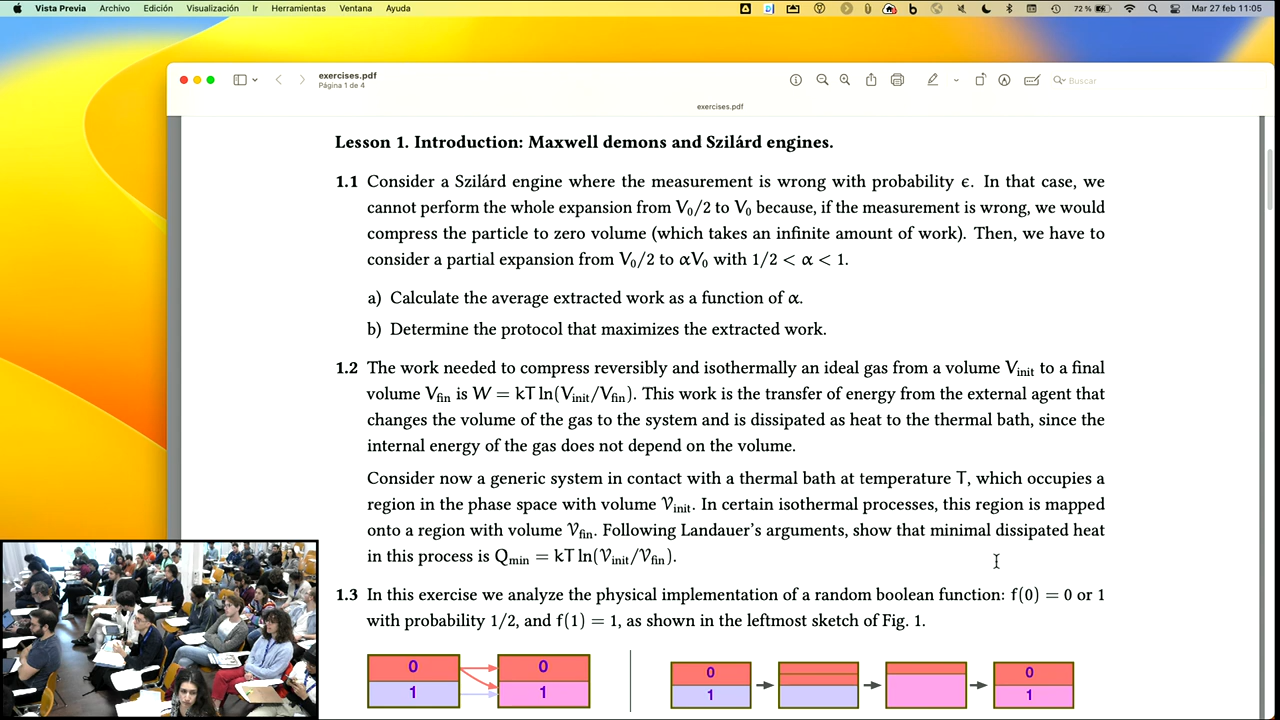 Vista Previa Archivo Edición Visualización Ir Herramientas Ventana Ayuda 72 % Mar 27 feb 11:05
exercises.pdf
Página 1 de 4
Buscar
exercises.pdf
Lesson 1. Introduction: Maxwell demons and Szilárd engines.
1.1 Consider a Szilárd engine where the measurement is wrong with probability ϵ. In that case, we
cannot perform the whole expansion from V₀/2 to V₀ because, if the measurement is wrong, we would
compress the particle to zero volume (which takes an infinite amount of work). Then, we have to
consider a partial expansion from V₀/2 to αV₀ with 1/2 < α < 1.
a) Calculate the average extracted work as a function of α.
b) Determine the protocol that maximizes the extracted work.
1.2 The work needed to compress reversibly and isothermally an ideal gas from a volume V_init to a final
volume V_fin is W = kT ln(V_init/V_fin). This work is the transfer of energy from the external agent that
changes the volume of the gas to the system and is dissipated as heat to the thermal bath, since the
internal energy of the gas does not depend on the volume.
Consider now a generic system in contact with a thermal bath at temperature T, which occupies a
region in the phase space with volume 𝒱_init. In certain isothermal processes, this region is mapped
onto a region with volume 𝒱_fin. Following Landauer's arguments, show that minimal dissipated heat
in this process is Q_min = kT ln(𝒱_init/𝒱_fin).
1.3 In this exercise we analyze the physical implementation of a random boolean function: f(0) = 0 or 1
with probability 1/2, and f(1) = 1, as shown in the leftmost sketch of Fig. 1.
0 0 0 0
1 1 1 1